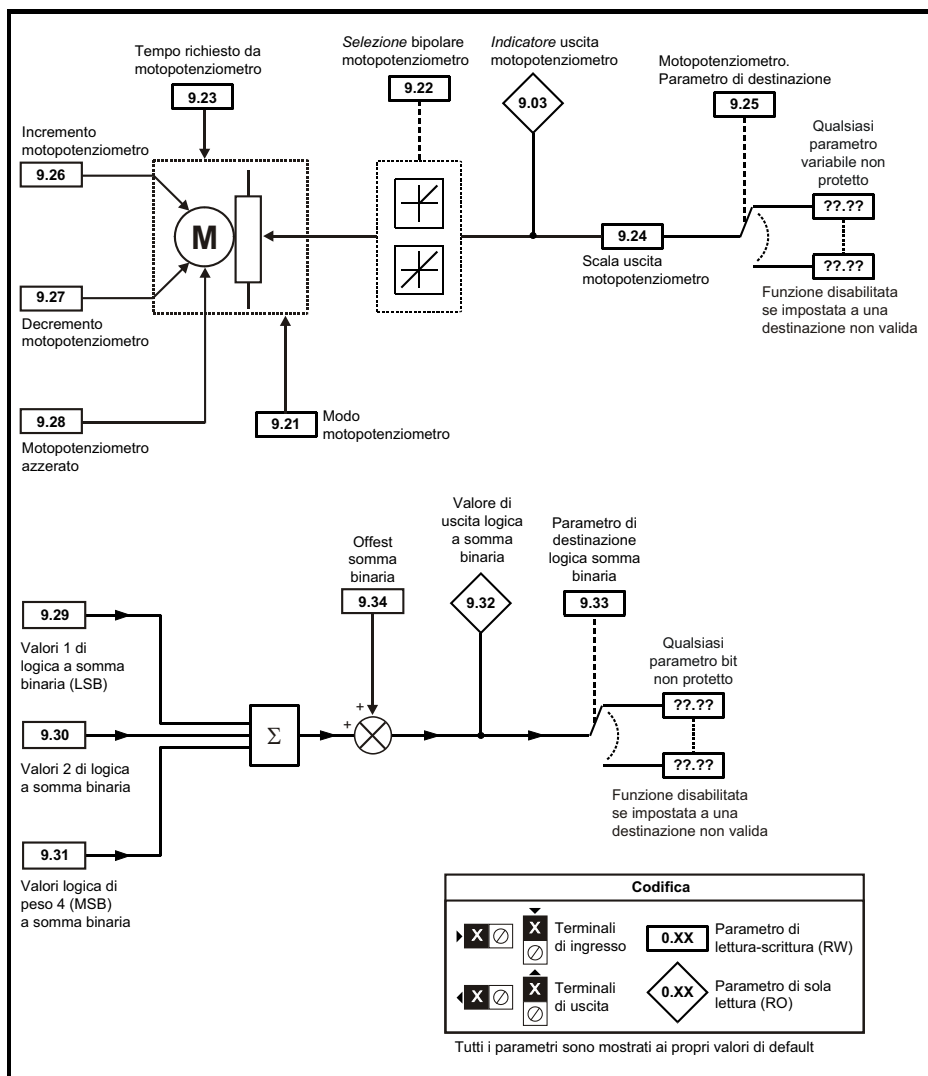 Tempo richiesto da
motopotenziometro
9.23
Selezione bipolare
motopotenziometro
9.22
Indicatore uscita
motopotenziometro
9.03
Motopotenziometro.
Parametro di destinazione
9.25
Incremento
motopotenziometro
9.26
Qualsiasi
parametro
variabile non
protetto
??.??
M
9.24
Scala uscita
motopotenziometro
??.??
9.27
Decremento
motopotenziometro
Funzione disabilitata
se impostata a una
destinazione non valida
9.28
Motopotenziometro
azzerato
9.21
Modo
motopotenziometro
Valore di
uscita logica
a somma
binaria
9.32
Offest
somma
binaria
9.34
Parametro di
destinazione
logica somma
binaria
9.33
9.29
Valori 1 di
logica a somma
binaria (LSB)
Qualsiasi
parametro bit
non protetto
??.??
9.30
Valori 2 di logica
a somma binaria
Σ
+
+
??.??
Funzione disabilitata
se impostata a una
destinazione non valida
9.31
Valori logica di
peso 4 (MSB)
a somma binaria
Codifica
X
X
Terminali
di ingresso
0.XX
Parametro di
lettura-scrittura (RW)
X
X
Terminali
di uscita
0.XX
Parametro di sola
lettura (RO)
Tutti i parametri sono mostrati ai propri valori di default